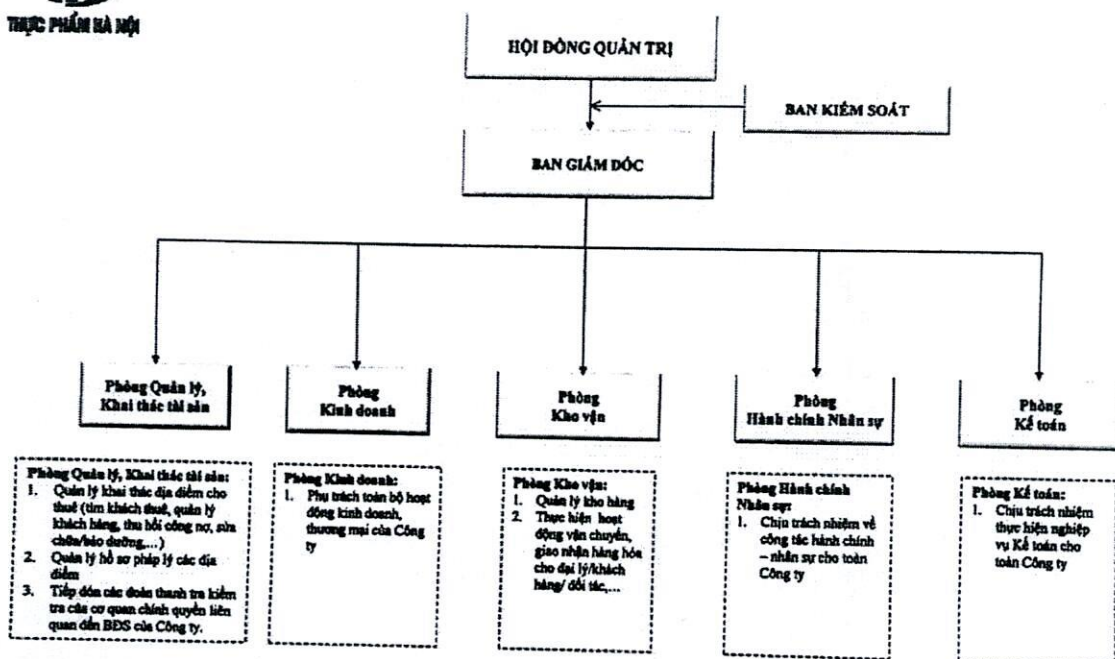 THỰC PHẨM HÀ NỘI
HỘI ĐỒNG QUẢN TRỊ
BAN KIỂM SOÁT
BAN GIÁM ĐỐC
Phòng Quản lý,
Khai thác tài sản
Phòng
Kinh doanh
Phòng
Kho vận
Phòng
Hành chính Nhân sự
Phòng
Kế toán
Phòng Quản lý, Khai thác tài sản:
1. Quản lý khai thác địa điểm cho
thuê (tìm khách thuê, quản lý
khách hàng, thu hồi công nợ, sửa
chữa/bảo dưỡng,...)
2. Quản lý hồ sơ pháp lý các địa
điểm
3. Tiếp đón các đoàn thanh tra kiểm
tra của cơ quan chính quyền liên
quan đến BĐS của Công ty.
Phòng Kinh doanh:
1. Phụ trách toàn bộ hoạt
động kinh doanh,
thương mại của Công
ty
Phòng Kho vận:
1. Quản lý kho hàng
2. Thực hiện hoạt
động vận chuyển,
giao nhận hàng hóa
cho đại lý/khách
hàng/ đối tác,...
Phòng Hành chính
Nhân sự:
1. Chịu trách nhiệm về
công tác hành chính
– nhân sự cho toàn
Công ty
Phòng Kế toán:
1. Chịu trách nhiệm
thực hiện nghiệp
vụ Kế toán cho
toàn Công ty